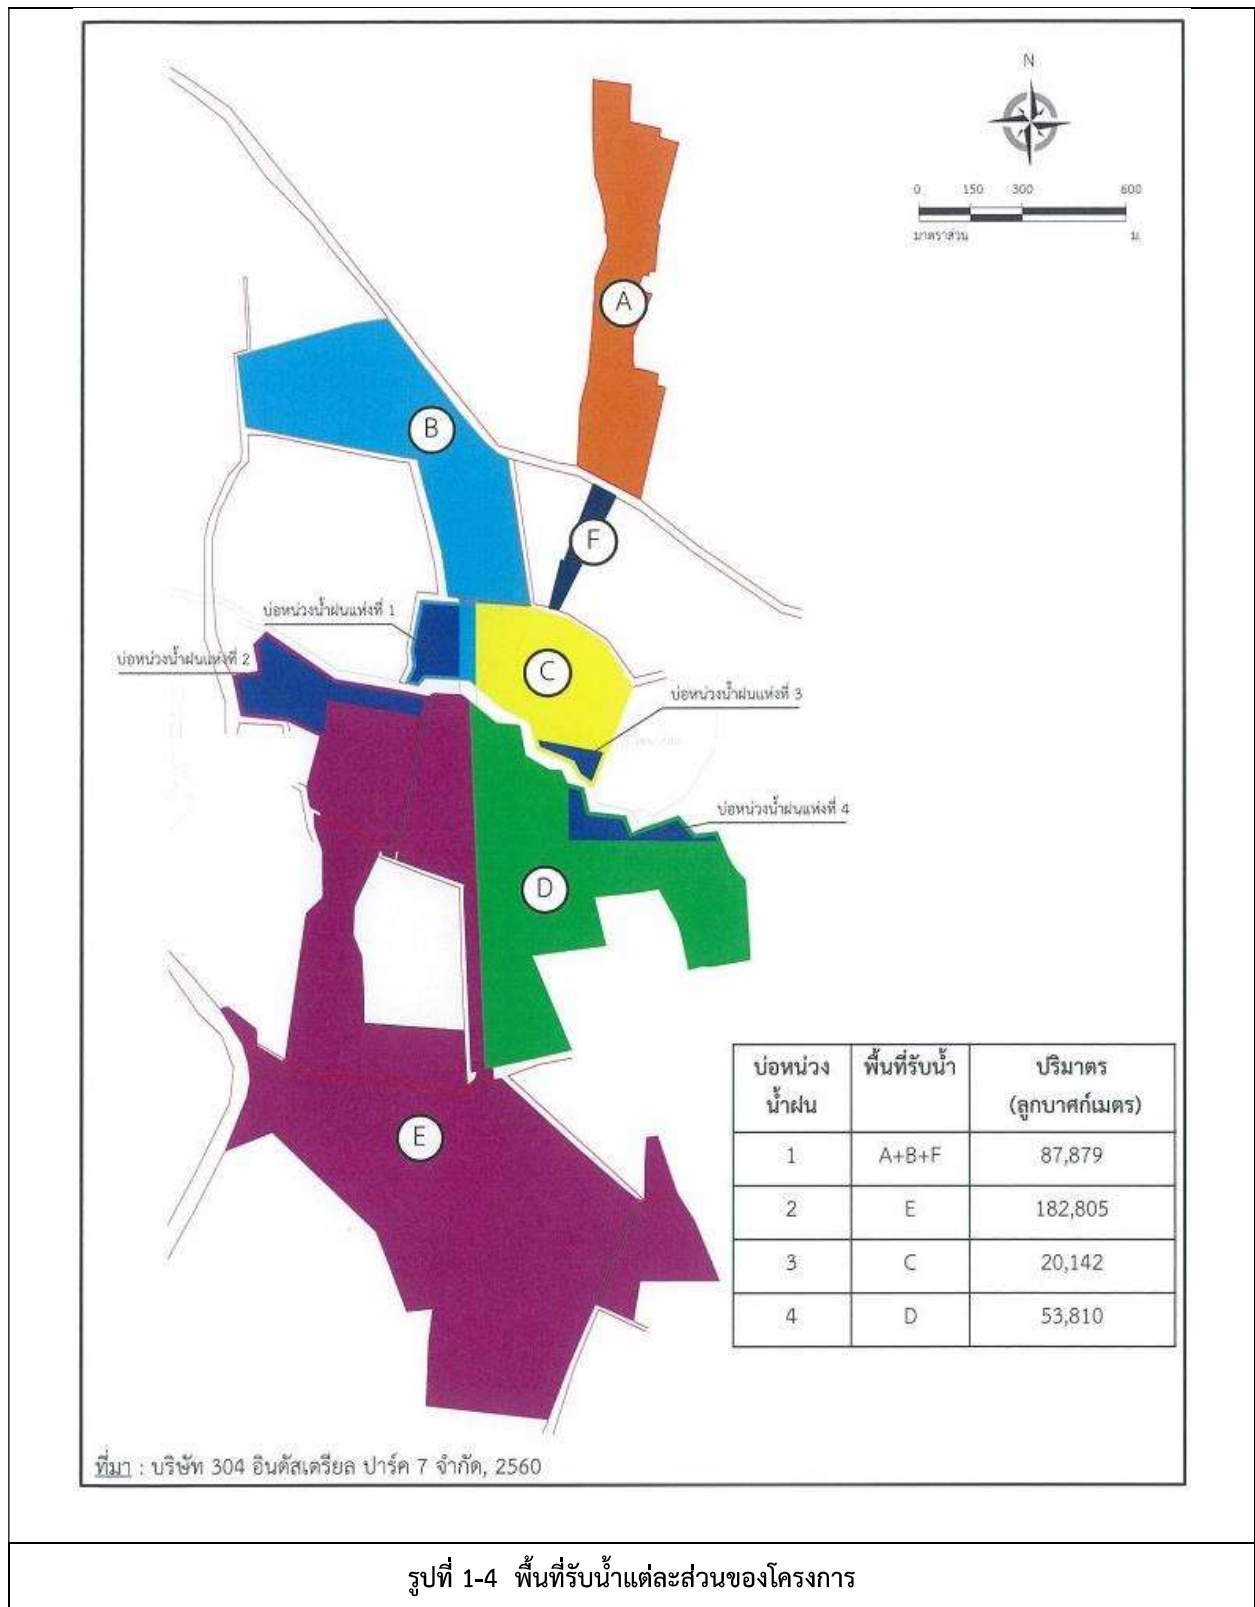 N
0 150 300 600
มาตราส่วน ม.
A
B
F
บ่อหน่วงน้ำฝนแห่งที่ 1
บ่อหน่วงน้ำฝนแห่งที่ 2
C
บ่อหน่วงน้ำฝนแห่งที่ 3
บ่อหน่วงน้ำฝนแห่งที่ 4
D
E
บ่อหน่วงน้ำฝน พื้นที่รับน้ำ ปริมาตร (ลูกบาศก์เมตร)
1 A+B+F 87,879
2 E 182,805
3 C 20,142
4 D 53,810
ที่มา : บริษัท 304 อินดัสเตรียล ปาร์ค 7 จำกัด, 2560
รูปที่ 1-4 พื้นที่รับน้ำแต่ละส่วนของโครงการ